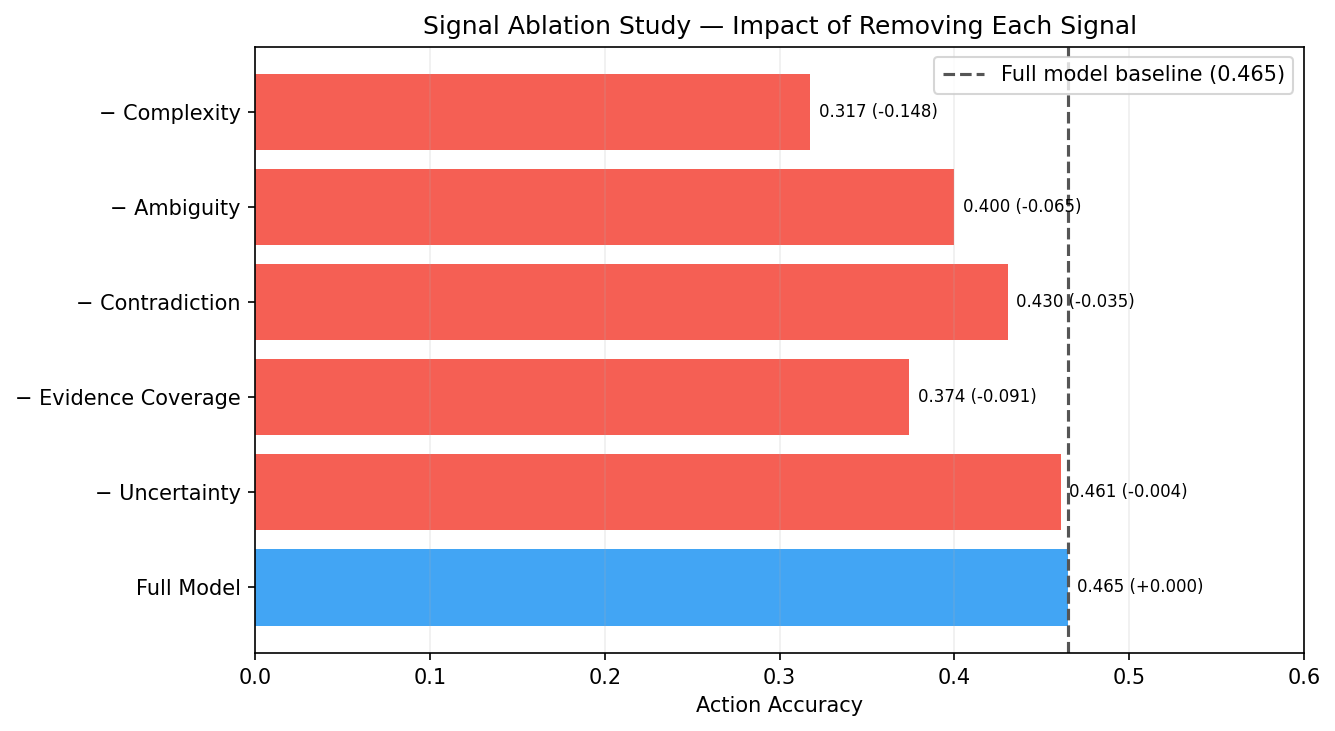 Signal Ablation Study — Impact of Removing Each Signal
Full model baseline (0.465)
− Complexity
0.317 (-0.148)
− Ambiguity
0.400 (-0.065)
− Contradiction
0.430 (-0.035)
− Evidence Coverage
0.374 (-0.091)
− Uncertainty
0.461 (-0.004)
Full Model
0.465 (+0.000)
0.0 0.1 0.2 0.3 0.4 0.5 0.6
Action Accuracy